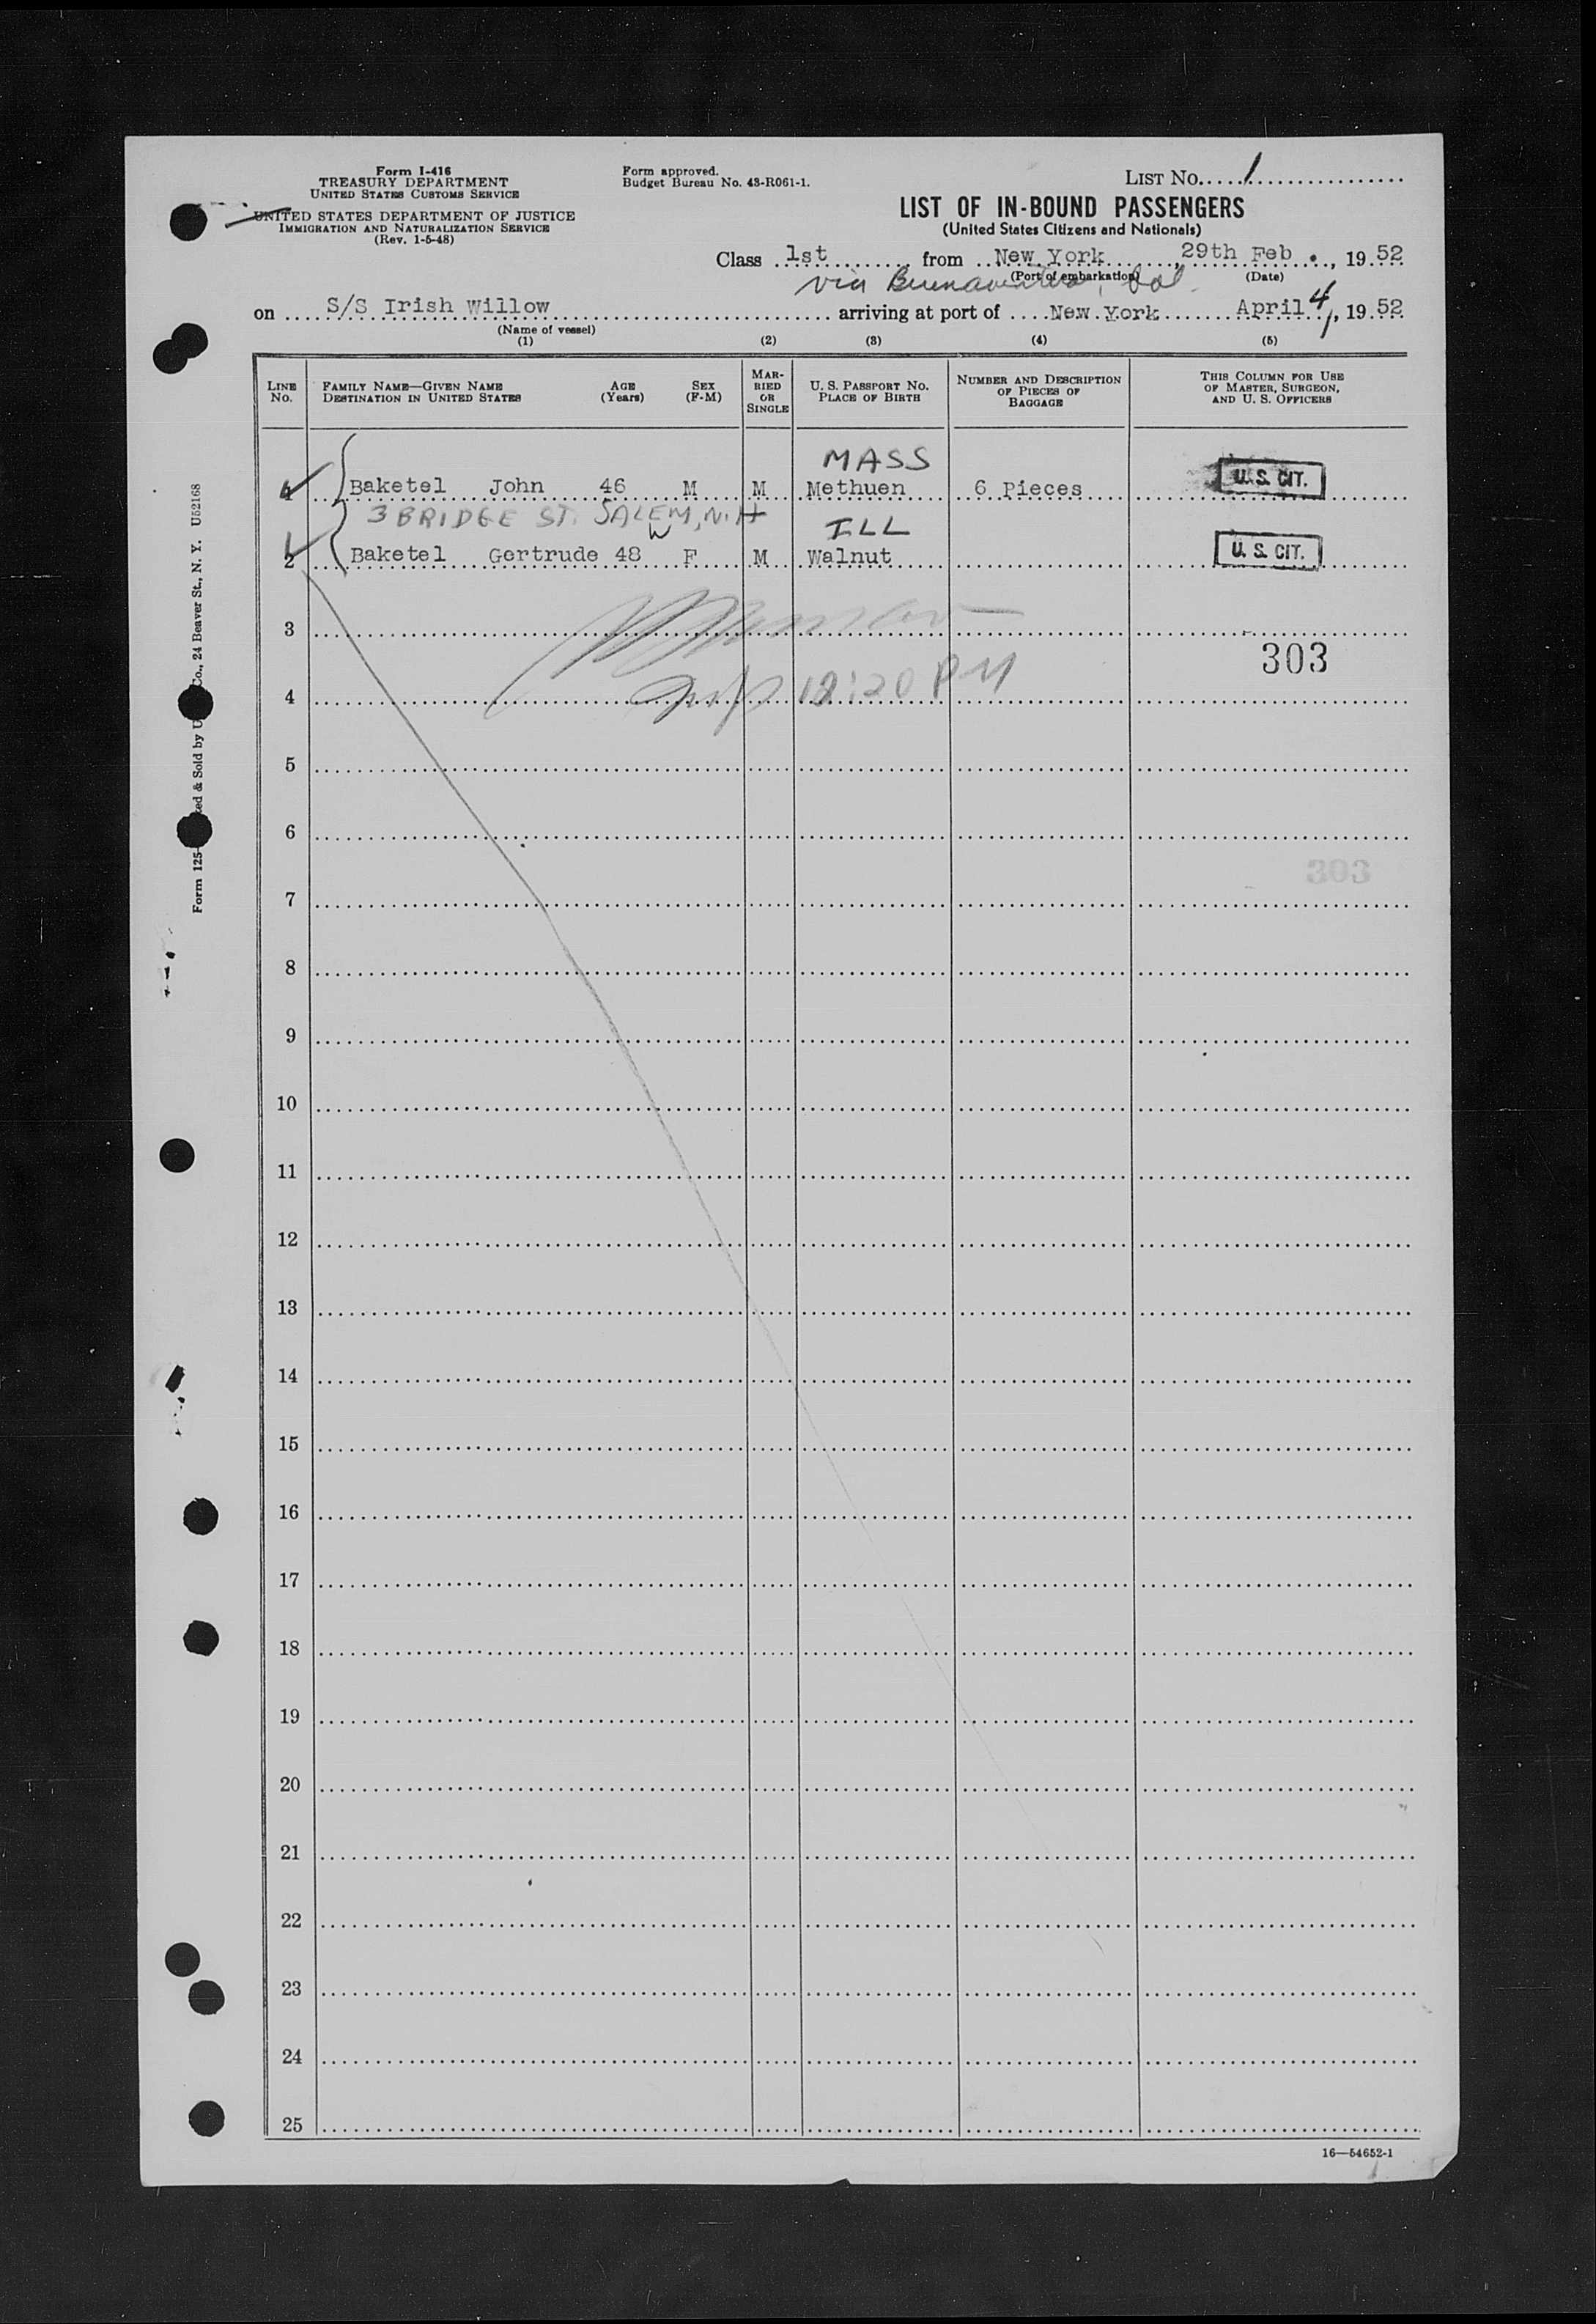 Form I-416
TREASURY DEPARTMENT
UNITED STATES CUSTOMS SERVICE
UNITED STATES DEPARTMENT OF JUSTICE
IMMIGRATION AND NATURALIZATION SERVICE
(Rev. 1-5-48)
Form approved.
Budget Bureau No. 43-R061-1.
LIST No. 1
LIST OF IN-BOUND PASSENGERS
(United States Citizens and Nationals)
Class 1st from New York, 29th Feb., 1952
(Port of embarkation) (Date)
via Buenaventura, Col.
on S/S Irish Willow arriving at port of New York April 4, 1952
(Name of vessel)
(1) (2) (3) (4) (5)
LINE No. FAMILY NAME—GIVEN NAME DESTINATION IN UNITED STATES AGE (Years) SEX (F-M) MARRIED OR SINGLE U. S. PASSPORT NO. PLACE OF BIRTH NUMBER AND DESCRIPTION OF PIECES OF BAGGAGE THIS COLUMN FOR USE OF MASTER, SURGEON, AND U. S. OFFICERS
MASS
1 Baketel John 46 M M Methuen 6 Pieces U. S. CIT.
3 BRIDGE ST. SALEM, N.H ILL
W
2 Baketel Gertrude 48 F M Walnut U. S. CIT.
3
303
4 12:20 PM
5
6
303
7
8
9
10
11
12
13
14
15
16
17
18
19
20
21
22
23
24
25
16—54652-1
Form 125- ked & Sold by U Co., 24 Beaver St., N. Y. U52168